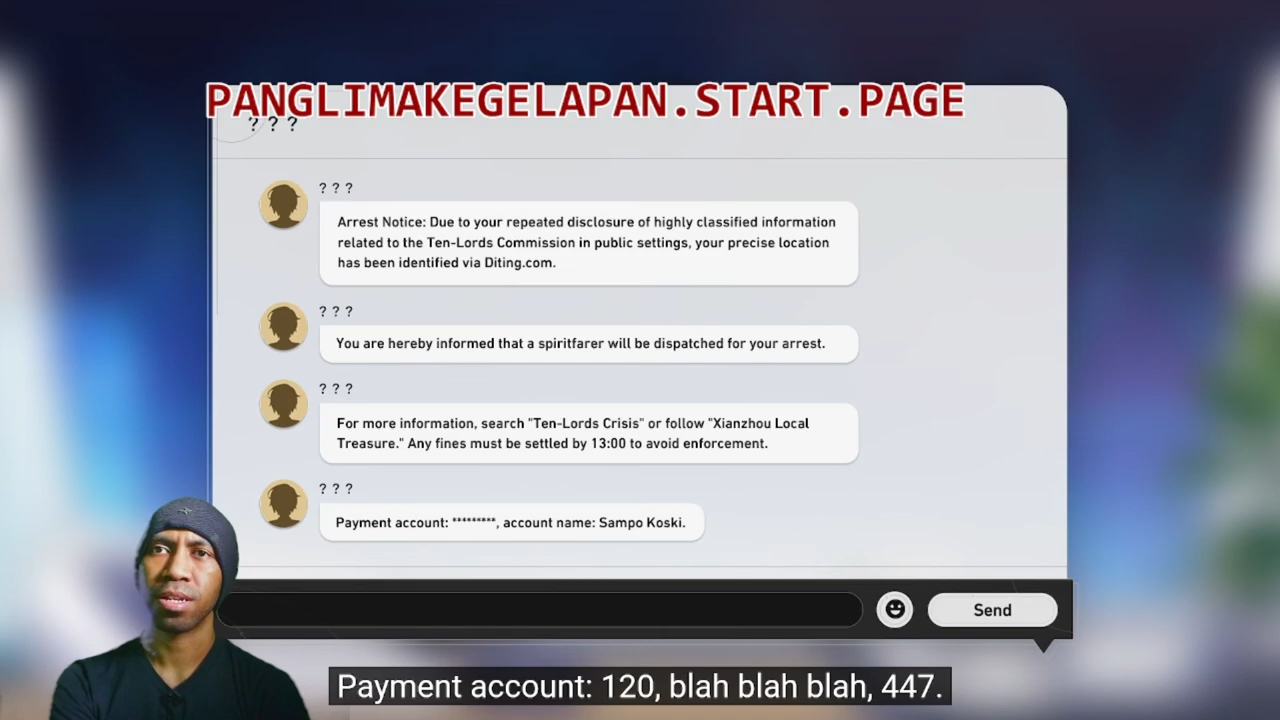 PANGLIMAKEGELAPAN.START.PAGE
? ? ?
? ? ?
Arrest Notice: Due to your repeated disclosure of highly classified information
related to the Ten-Lords Commission in public settings, your precise location
has been identified via Diting.com.
? ? ?
You are hereby informed that a spiritfarer will be dispatched for your arrest.
? ? ?
For more information, search "Ten-Lords Crisis" or follow "Xianzhou Local
Treasure." Any fines must be settled by 13:00 to avoid enforcement.
? ? ?
Payment account: *********, account name: Sampo Koski.
Send
Payment account: 120, blah blah blah, 447.